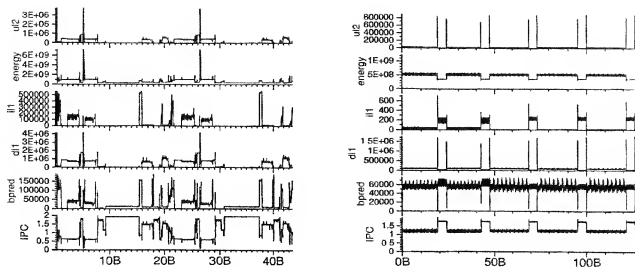 ul2
3E+06
2E+06
1E+06
0
energy
6E+09
4E+09
2E+09
0
il1
500000
400000
300000
200000
100000
0
dl1
4E+06
3E+06
2E+06
1E+06
0
bpred
150000
100000
50000
0
IPC
2
1.5
1
0.5
10B
20B
30B
40B
ul2
800000
600000
400000
200000
0
energy
1E+09
5E+08
0
il1
600
400
200
0
dl1
1.5E+06
1E+06
500000
0
bpred
60000
40000
20000
0
IPC
1.5
1
0.5
0B
50B
100B